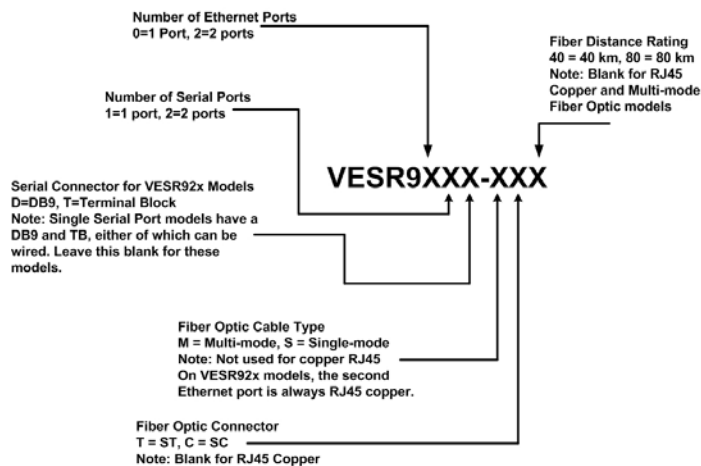 Number of Ethernet Ports
0=1 Port, 2=2 ports
Fiber Distance Rating
40 = 40 km, 80 = 80 km
Note: Blank for RJ45
Copper and Multi-mode
Fiber Optic models
Number of Serial Ports
1=1 port, 2=2 ports
VESR9XXX-XXX
Serial Connector for VESR92x Models
D=DB9, T=Terminal Block
Note: Single Serial Port models have a
DB9 and TB, either of which can be
wired. Leave this blank for these
models.
Fiber Optic Cable Type
M = Multi-mode, S = Single-mode
Note: Not used for copper RJ45
On VESR92x models, the second
Ethernet port is always RJ45 copper.
Fiber Optic Connector
T = ST, C = SC
Note: Blank for RJ45 Copper